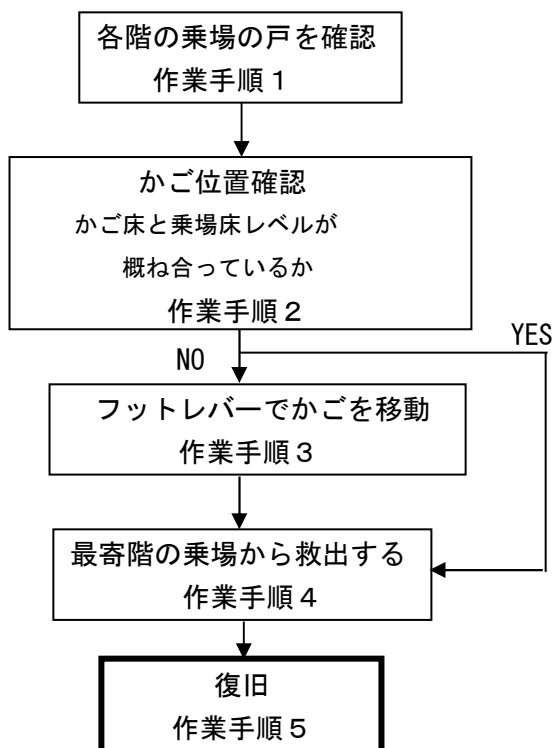 各階の乗場の戸を確認
作業手順１
かご位置確認
かご床と乗場床レベルが
概ね合っているか
作業手順２
YES
NO
フットレバーでかごを移動
作業手順３
最寄階の乗場から救出する
作業手順４
復旧
作業手順５